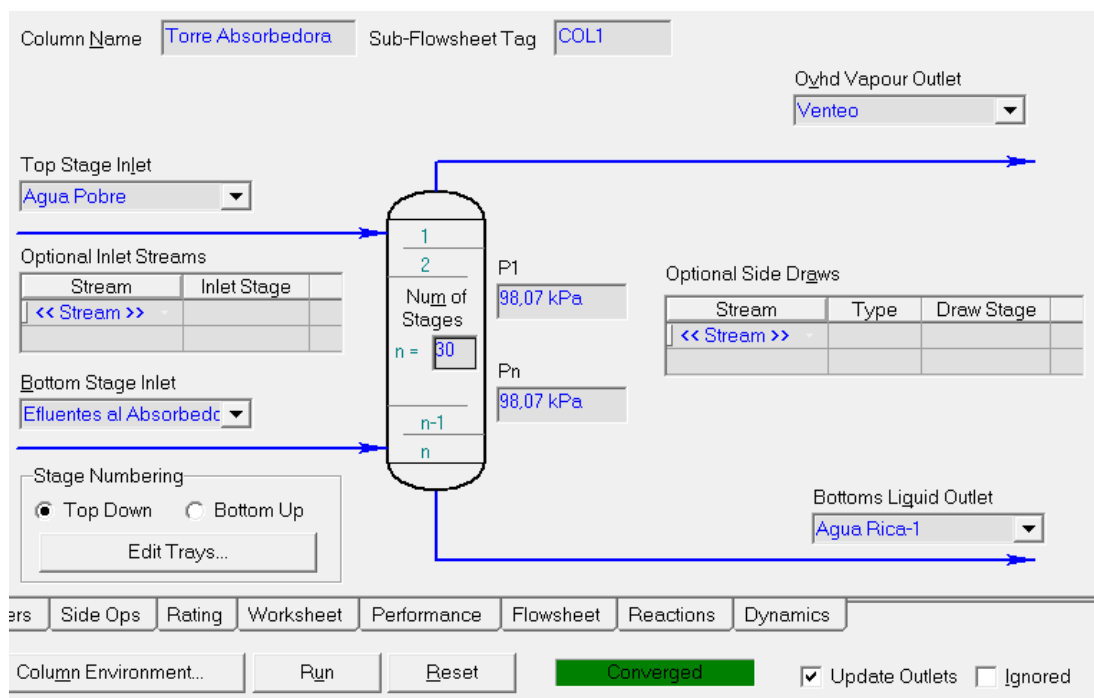 Column Name Torre Absorbedora Sub-Flowsheet Tag COL1
Ovhd Vapour Outlet
Venteo
Top Stage Inlet
Agua Pobre
Optional Inlet Streams
Stream Inlet Stage
<< Stream >>
Bottom Stage Inlet
Efluentes al Absorbedc
Stage Numbering
Top Down Bottom Up
Edit Trays...
1
2
Num of
Stages
n = 30
n-1
n
P1
98,07 kPa
Pn
98,07 kPa
Optional Side Draws
Stream Type Draw Stage
<< Stream >>
Bottoms Liquid Outlet
Agua Rica-1
ers Side Ops Rating Worksheet Performance Flowsheet Reactions Dynamics
Column Environment... Run Reset Converged Update Outlets Ignored